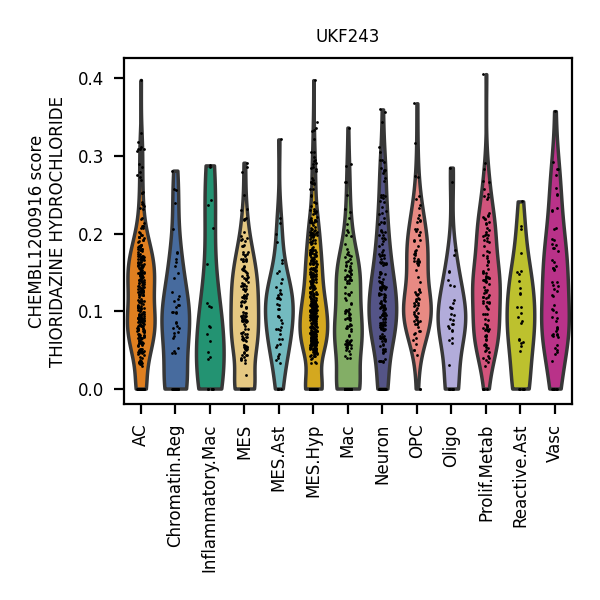 UKF243
CHEMBL1200916 score
THIORIDAZINE HYDROCHLORIDE
0.4
0.3
0.2
0.1
0.0
AC
Chromatin.Reg
Inflammatory.Mac
MES
MES.Ast
MES.Hyp
Mac
Neuron
OPC
Oligo
Prolif.Metab
Reactive.Ast
Vasc